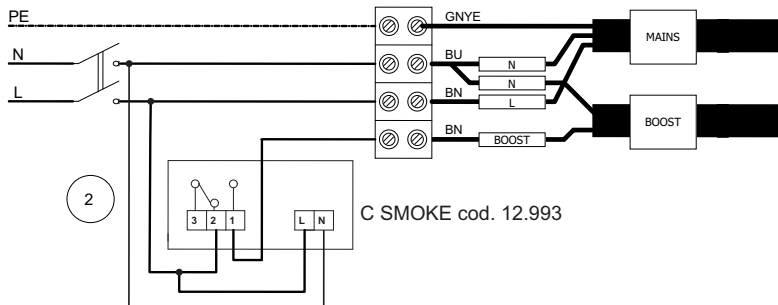 PE
GNYE
MAINS
N
BU
N
N
L
BN
L
BN
BOOST
BOOST
2
3 2 1
L N
C SMOKE cod. 12.993